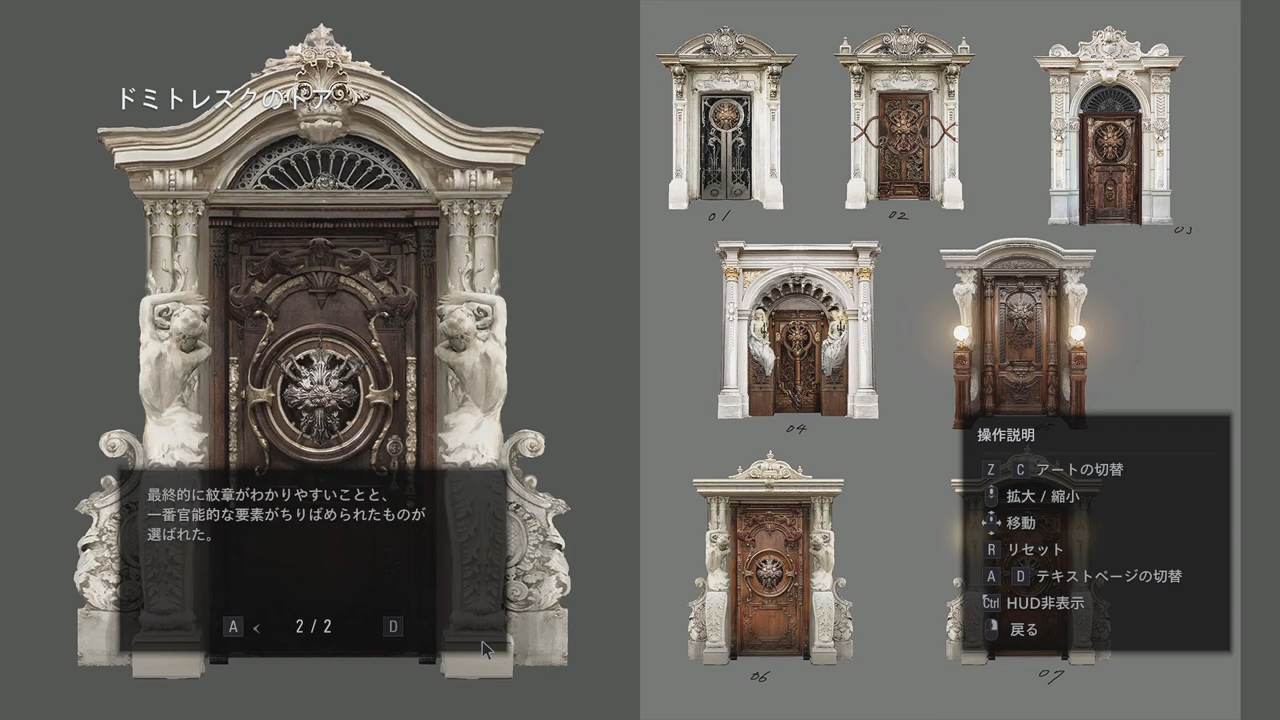 ドミトレスクのドア
最終的に紋章がわかりやすいことと、
一番官能的な要素がちりばめられたものが
選ばれた。
A < 2 / 2 D
01
02
03
04
05
06
07
操作説明
Z C アートの切替
拡大 / 縮小
移動
R リセット
A D テキストページの切替
Ctrl HUD非表示
戻る